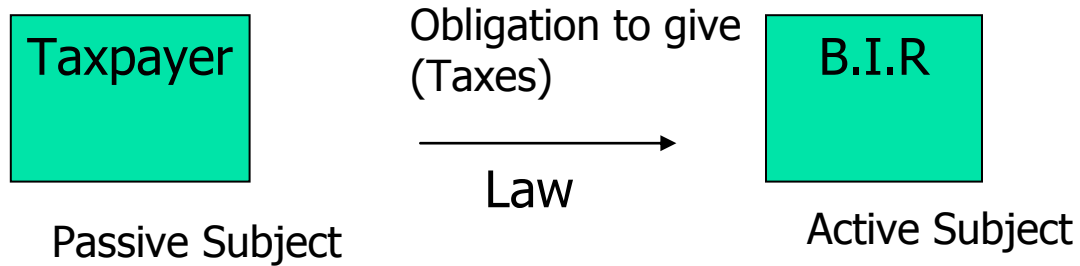 Taxpayer
Obligation to give
(Taxes)
B.I.R
Law
Passive Subject
Active Subject